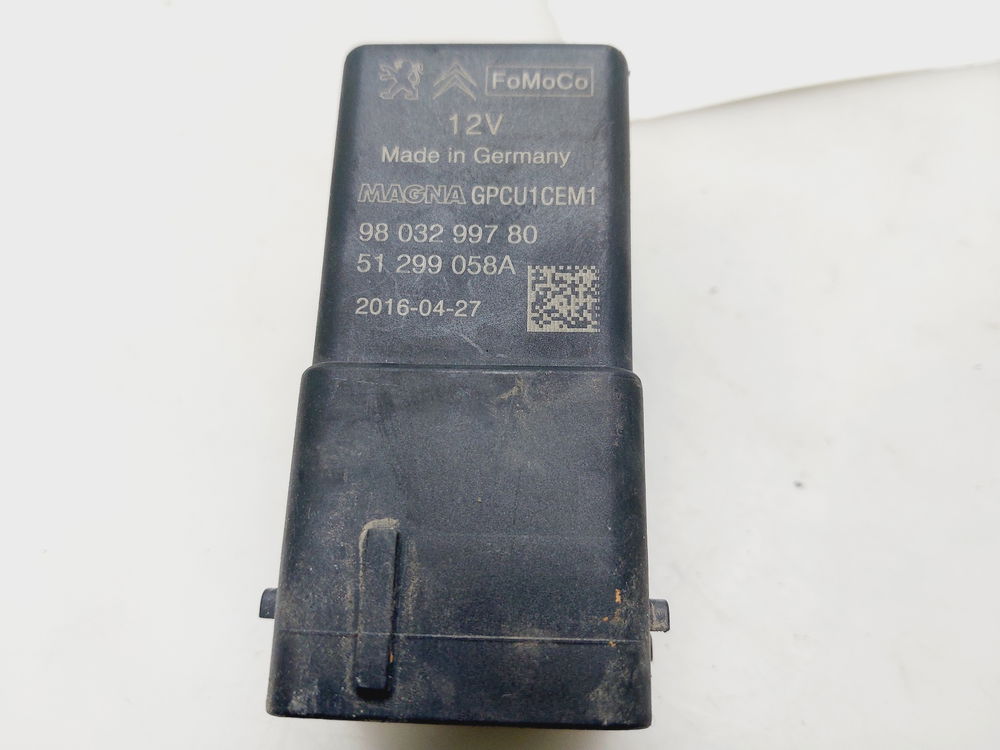 FoMoCo
12V
Made in Germany
MAGNA GPCU1CEM1
98 032 997 80
51 299 058A
2016-04-27